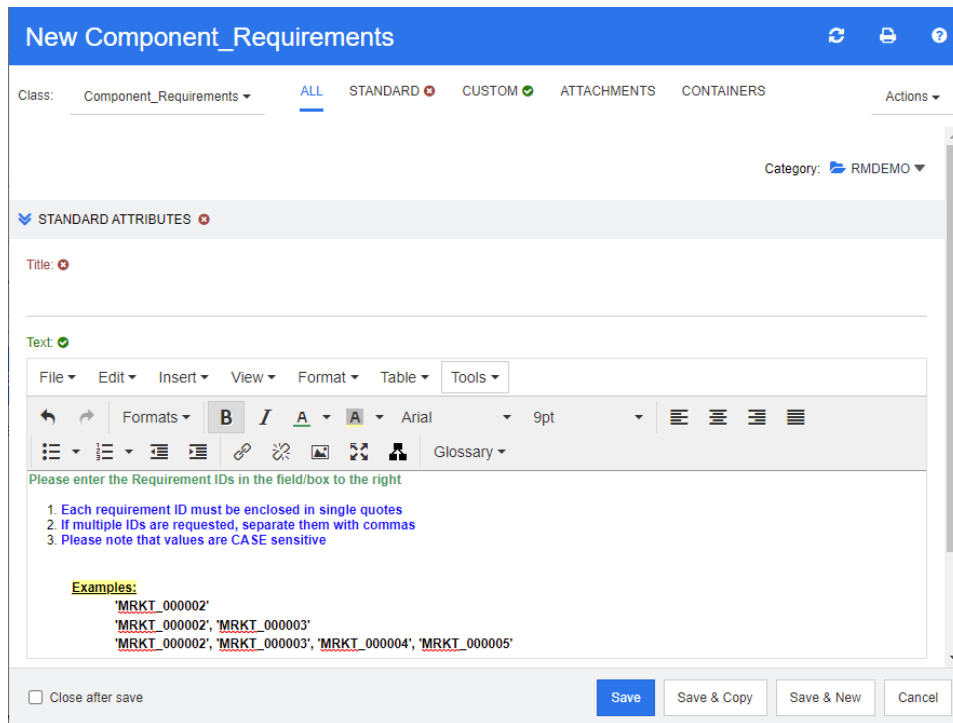 New Component_Requirements
Class: Component_Requirements ALL STANDARD CUSTOM ATTACHMENTS CONTAINERS Actions
Category: RMDEMO
STANDARD ATTRIBUTES
Title:
Text:
File Edit Insert View Format Table Tools
Formats B I A A Arial 9pt
Glossary
Please enter the Requirement IDs in the field/box to the right
1. Each requirement ID must be enclosed in single quotes
2. If multiple IDs are requested, separate them with commas
3. Please note that values are CASE sensitive
Examples:
'MRKT_000002'
'MRKT_000002', 'MRKT_000003'
'MRKT_000002', 'MRKT_000003', 'MRKT_000004', 'MRKT_000005'
Close after save Save Save & Copy Save & New Cancel